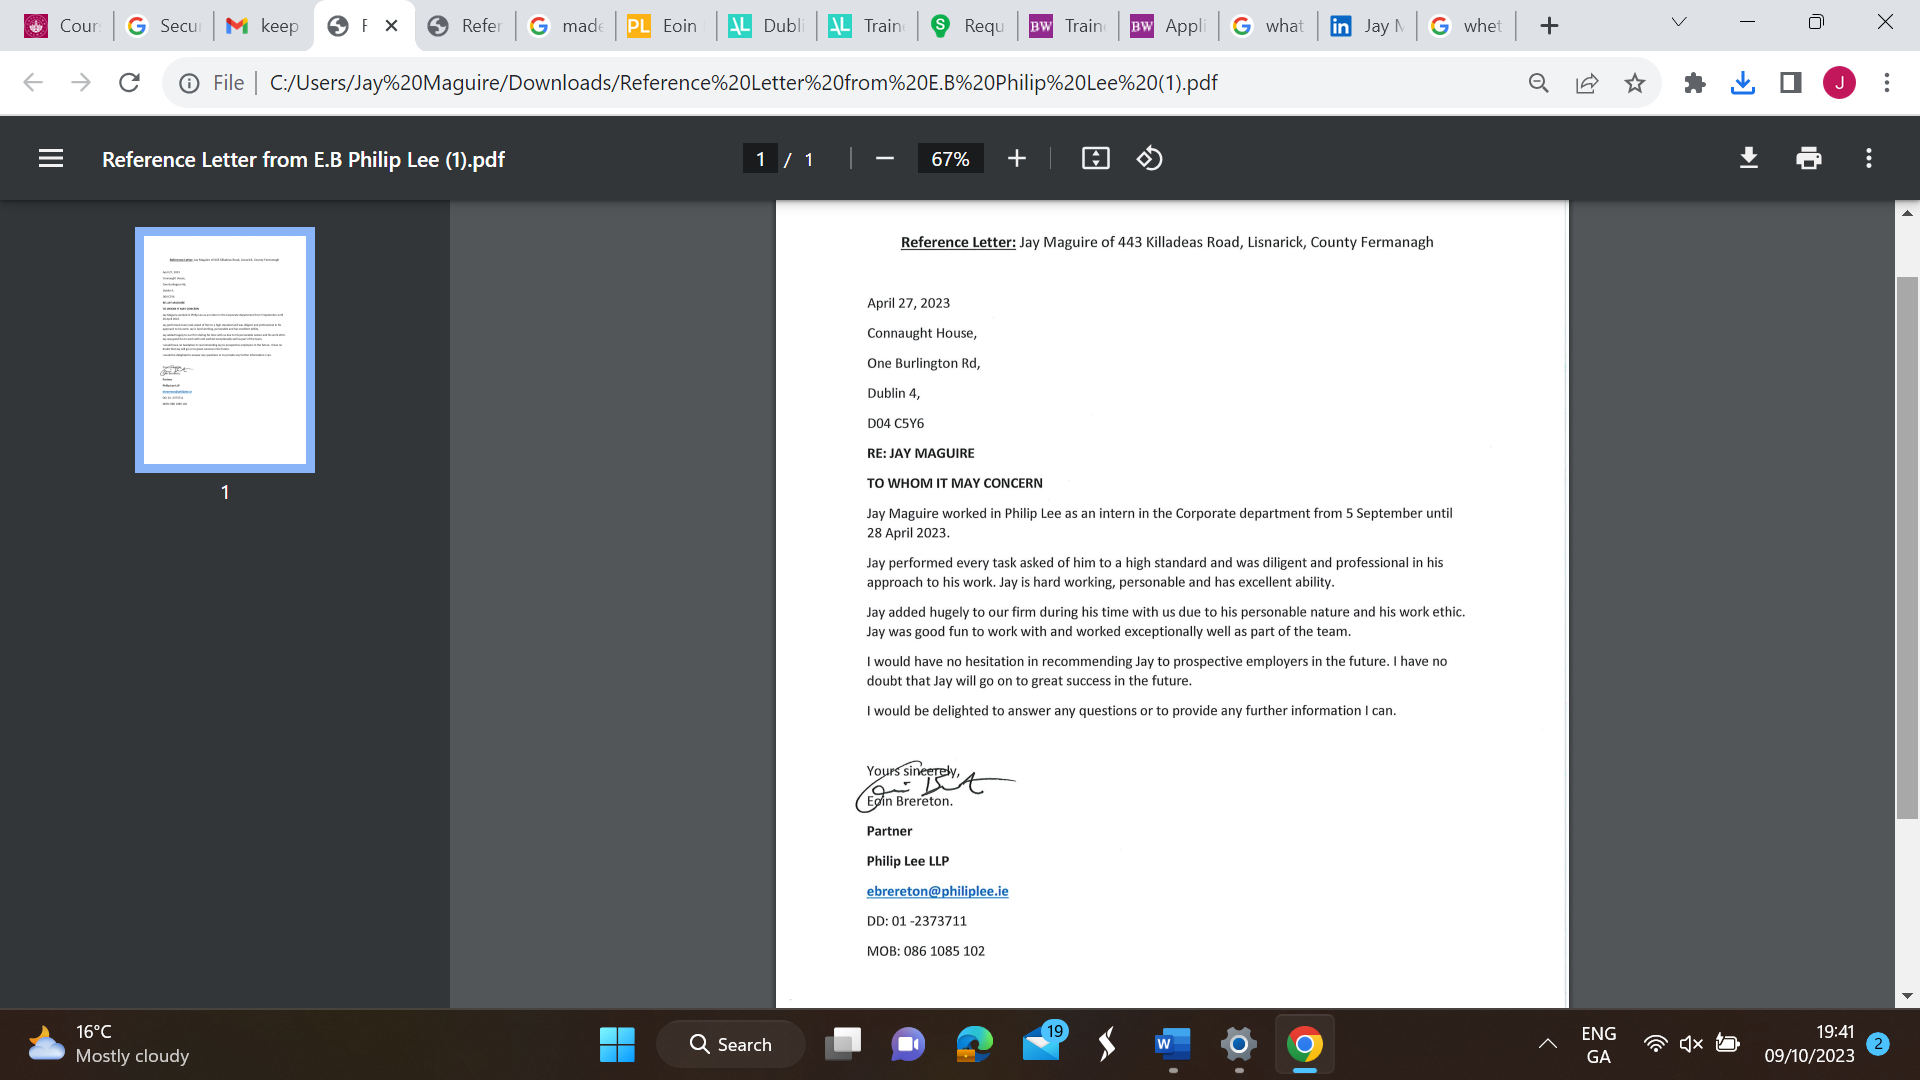 Cour
Secu
keep
F
Refer
made
PL Eoin
AL Dubli
AL Train
S Requ
BW Train
BW Appli
what
in Jay M
whet
File
C:/Users/Jay%20Maguire/Downloads/Reference%20Letter%20from%20E.B%20Philip%20Lee%20(1).pdf
J
Reference Letter from E.B Philip Lee (1).pdf
1 / 1
67%
1
Reference Letter: Jay Maguire of 443 Killadeas Road, Lisnarick, County Fermanagh
April 27, 2023
Connaught House,
One Burlington Rd,
Dublin 4,
D04 C5Y6
RE: JAY MAGUIRE
TO WHOM IT MAY CONCERN
Jay Maguire worked in Philip Lee as an intern in the Corporate department from 5 September until
28 April 2023.
Jay performed every task asked of him to a high standard and was diligent and professional in his
approach to his work. Jay is hard working, personable and has excellent ability.
Jay added hugely to our firm during his time with us due to his personable nature and his work ethic.
Jay was good fun to work with and worked exceptionally well as part of the team.
I would have no hesitation in recommending Jay to prospective employers in the future. I have no
doubt that Jay will go on to great success in the future.
I would be delighted to answer any questions or to provide any further information I can.
Yours sincerely,
Eoin Brereton.
Partner
Philip Lee LLP
ebrereton@philiplee.ie
DD: 01 -2373711
MOB: 086 1085 102
16°C
Mostly cloudy
Search
19
W
ENG
GA
19:41
09/10/2023
2